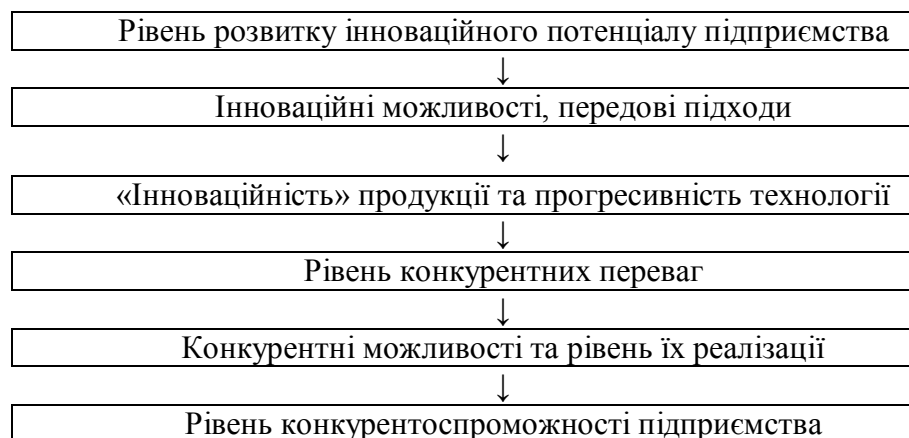 Рівень розвитку інноваційного потенціалу підприємства
↓
Інноваційні можливості, передові підходи
↓
«Інноваційність» продукції та прогресивність технології
↓
Рівень конкурентних переваг
↓
Конкурентні можливості та рівень їх реалізації
↓
Рівень конкурентоспроможності підприємства